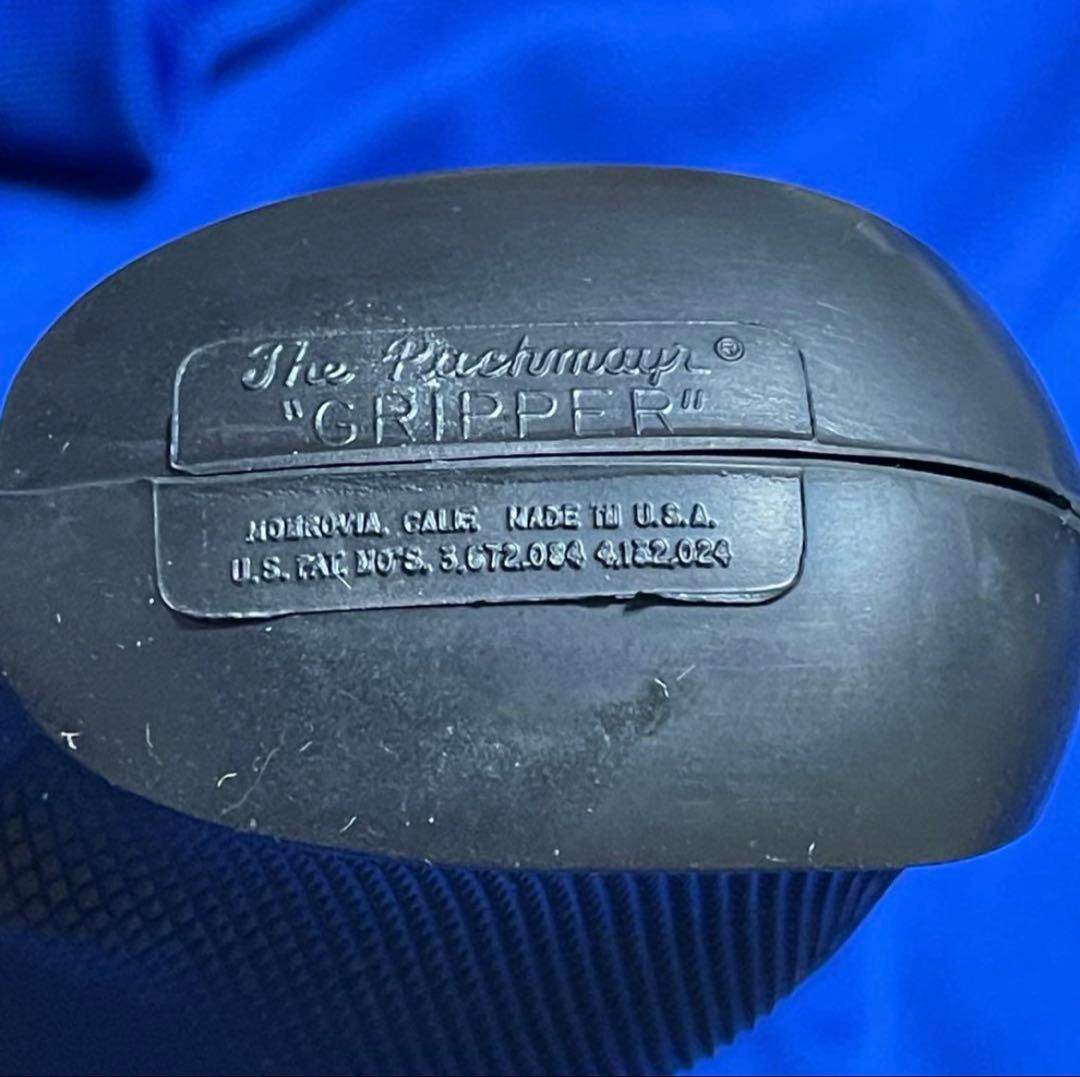 The Pachmayr®
"GRIPPER"
MONROVIA, CALIF. MADE IN U.S.A.
U.S. PAT. NO'S. 3,672,084 4,132,024